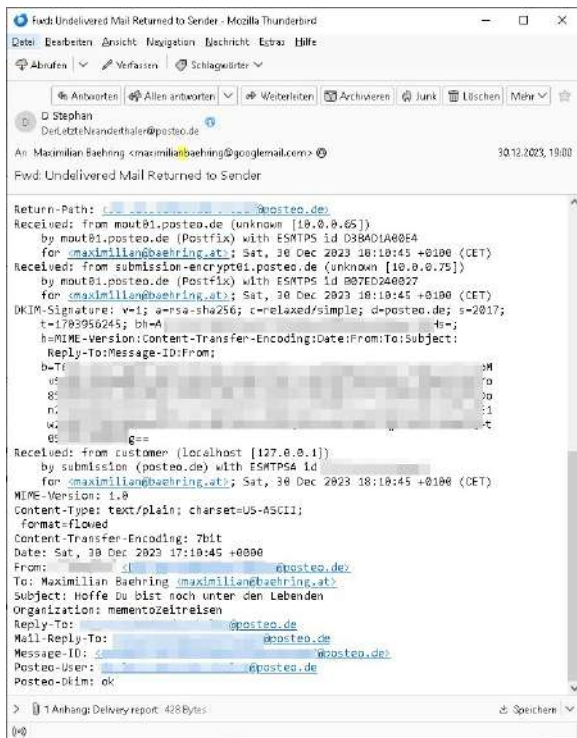 Fwd: Undelivered Mail Returned to Sender - Mozilla Thunderbird
Datei Bearbeiten Ansicht Navigation Nachricht Extras Hilfe
Abrufen Verfassen Schlagwörter
Antworten Allen antworten Weiterleiten Archivieren Junk Löschen Mehr
D D Stephan
DerLetzteNeanderthaler@posteo.de
An Maximilian Baehring <maximilianbaehring@googlemail.com> 30.12.2023, 19:00
Fwd: Undelivered Mail Returned to Sender
Return-Path: < @posteo.de>
Received: from mout01.posteo.de (unknown [10.0.0.65])
by mout01.posteo.de (Postfix) with ESMTPS id D3BAD1A00E4
for <maximilian@baehring.at>; Sat, 30 Dec 2023 18:10:45 +0100 (CET)
Received: from submission-encrypt01.posteo.de (unknown [10.0.0.75])
by mout01.posteo.de (Postfix) with ESMTPS id B07ED240027
for <maximilian@baehring.at>; Sat, 30 Dec 2023 18:10:45 +0100 (CET)
DKIM-Signature: v=1; a=rsa-sha256; c=relaxed/simple; d=posteo.de; s=2017;
t=1703956245; bh=A 4s=;
h=MIME-Version:Content-Transfer-Encoding:Date:From:To:Subject:
Reply-To:Message-ID:From;
b=T
g==
Received: from customer (localhost [127.0.0.1])
by submission (posteo.de) with ESMTPSA id
for <maximilian@baehring.at>; Sat, 30 Dec 2023 18:10:45 +0100 (CET)
MIME-Version: 1.0
Content-Type: text/plain; charset=US-ASCII;
format=flowed
Content-Transfer-Encoding: 7bit
Date: Sat, 30 Dec 2023 17:10:45 +0000
From: < @posteo.de>
To: Maximilian Baehring <maximilian@baehring.at>
Subject: Hoffe Du bist noch unter den Lebenden
Organization: mementoZeitreisen
Reply-To: @posteo.de
Mail-Reply-To: @posteo.de
Message-ID: < @posteo.de>
Posteo-User: @posteo.de
Posteo-Dkim: ok
1 Anhang: Delivery report 428 Bytes Speichern